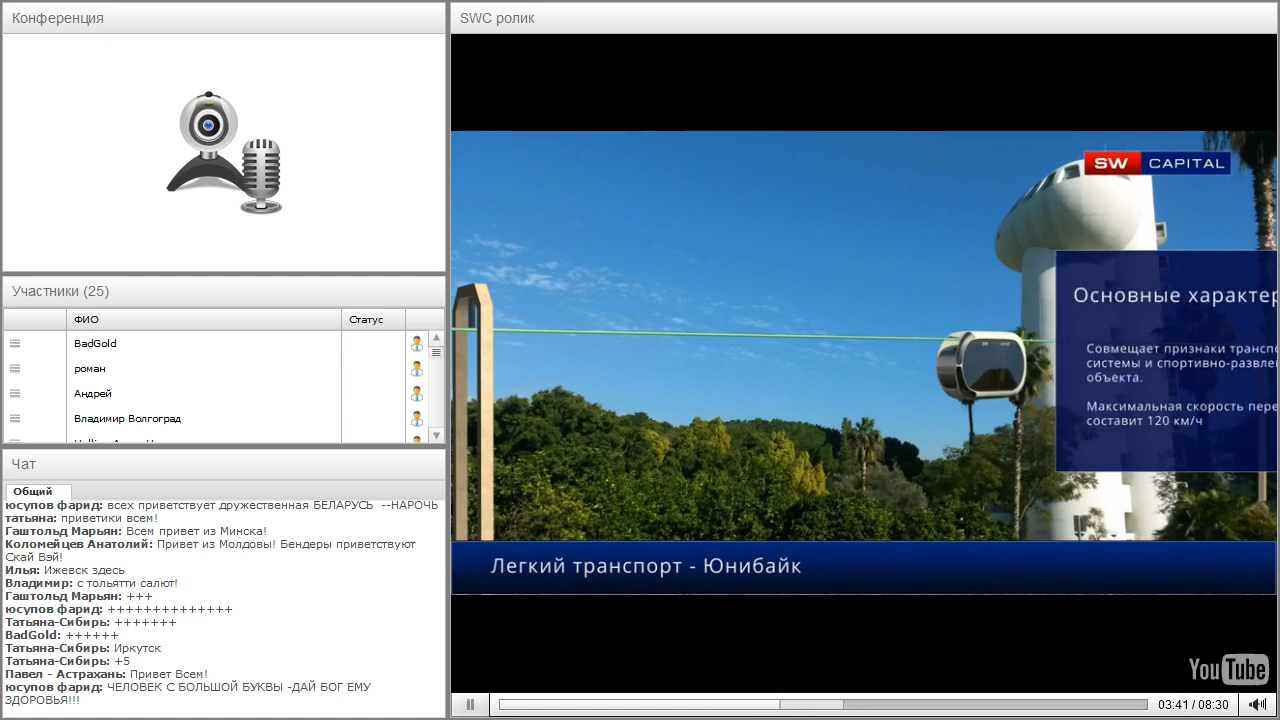 Конференция
SWC ролик
SW CAPITAL
Основные характер
Совмещает признаки транспо
системы и спортивно-развле
объекта.
Максимальная скорость пере
составит 120 км/ч
Легкий транспорт - Юнибайк
YouTube
03:41 / 08:30
Участники (25)
ФИО
Статус
BadGold
роман
Андрей
Владимир Волгоград
Чат
Общий
юсупов фарид: всех приветствует дружественная БЕЛАРУСЬ --НАРОЧЬ
татьяна: приветики всем!
Гаштольд Марьян: Всем привет из Минска!
Коломейцев Анатолий: Привет из Молдовы! Бендеры приветствуют
Скай Вэй!
Илья: Ижевск здесь
Владимир: с тольятти салют!
Гаштольд Марьян: +++
юсупов фарид: ++++++++++++++
Татьяна-Сибирь: +++++++
BadGold: ++++++
Татьяна-Сибирь: Иркутск
Татьяна-Сибирь: +5
Павел - Астрахань: Привет Всем!
юсупов фарид: ЧЕЛОВЕК С БОЛЬШОЙ БУКВЫ -ДАЙ БОГ ЕМУ
ЗДОРОВЬЯ!!!